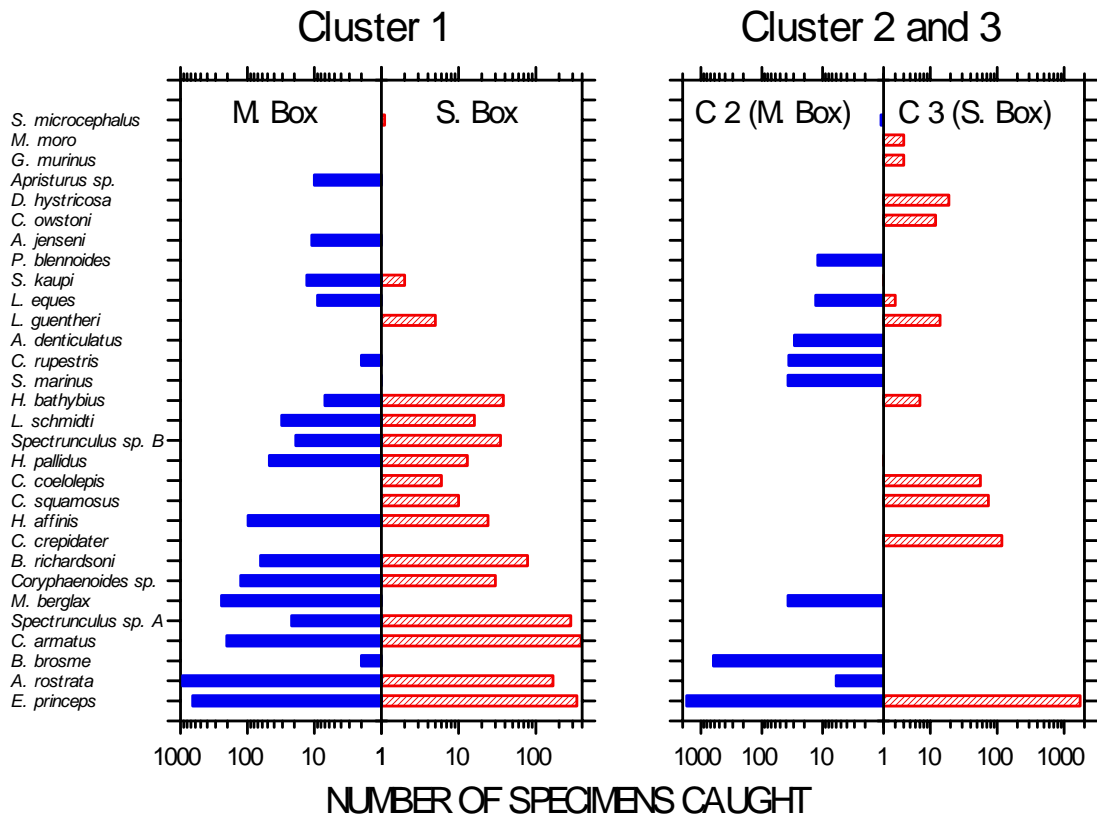 Cluster 1
Cluster 2 and 3
M. Box
S. Box
C 2 (M. Box)
C 3 (S. Box)
S. microcephalus
M. moro
G. murinus
Apristurus sp.
D. hystricosa
C. owstoni
A. jenseni
P. blennoides
S. kaupi
L. eques
L. guentheri
A. denticulatus
C. rupestris
S. marinus
H. bathybius
L. schmidti
Spectrunculus sp. B
H. pallidus
C. coelolepis
C. squamosus
H. affinis
C. crepidater
B. richardsoni
Coryphaenoides sp.
M. berglax
Spectrunculus sp. A
C. armatus
B. brosme
A. rostrata
E. princeps
1000 100 10 1 10 100
1000 100 10 1 10 100 1000
NUMBER OF SPECIMENS CAUGHT